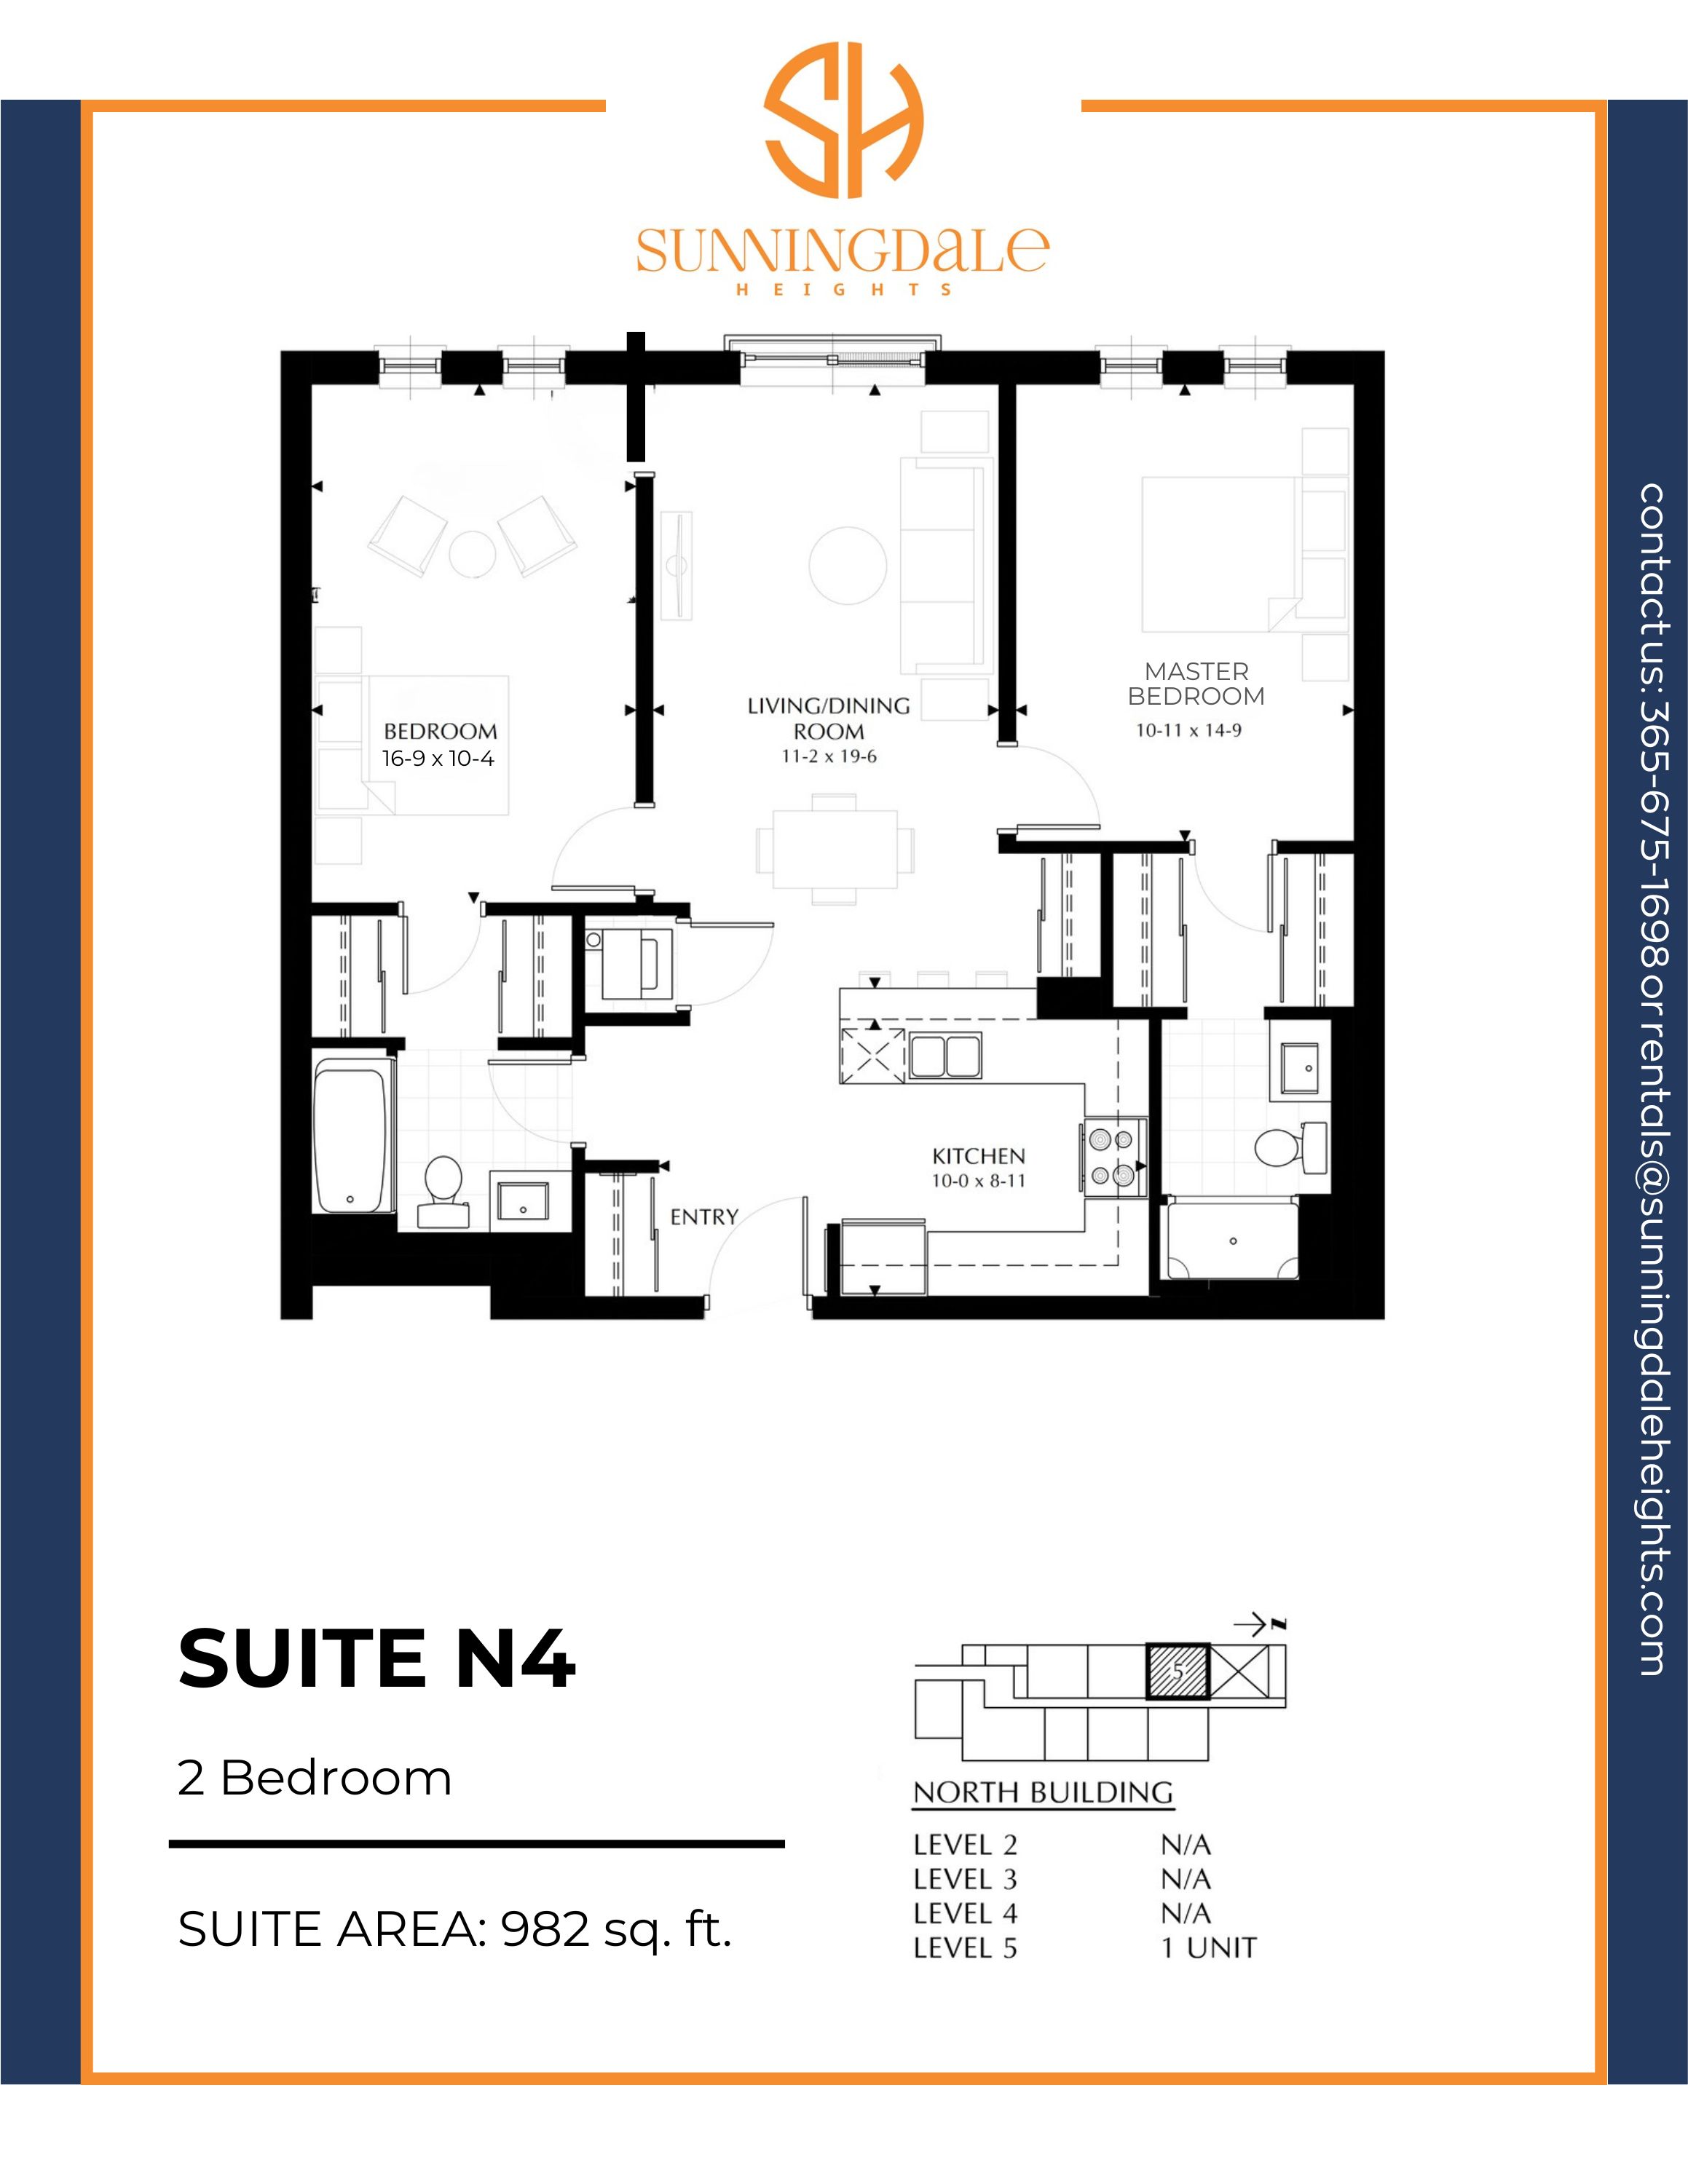 SUNNINGDALE
HEIGHTS
BEDROOM
16-9 x 10-4
LIVING/DINING
ROOM
11-2 x 19-6
MASTER
BEDROOM
10-11 x 14-9
KITCHEN
10-0 x 8-11
ENTRY
contact us: 365-675-1698 or rentals@sunningdaleheights.com
SUITE N4
2 Bedroom
SUITE AREA: 982 sq. ft.
N
5
NORTH BUILDING
LEVEL 2 N/A
LEVEL 3 N/A
LEVEL 4 N/A
LEVEL 5 1 UNIT